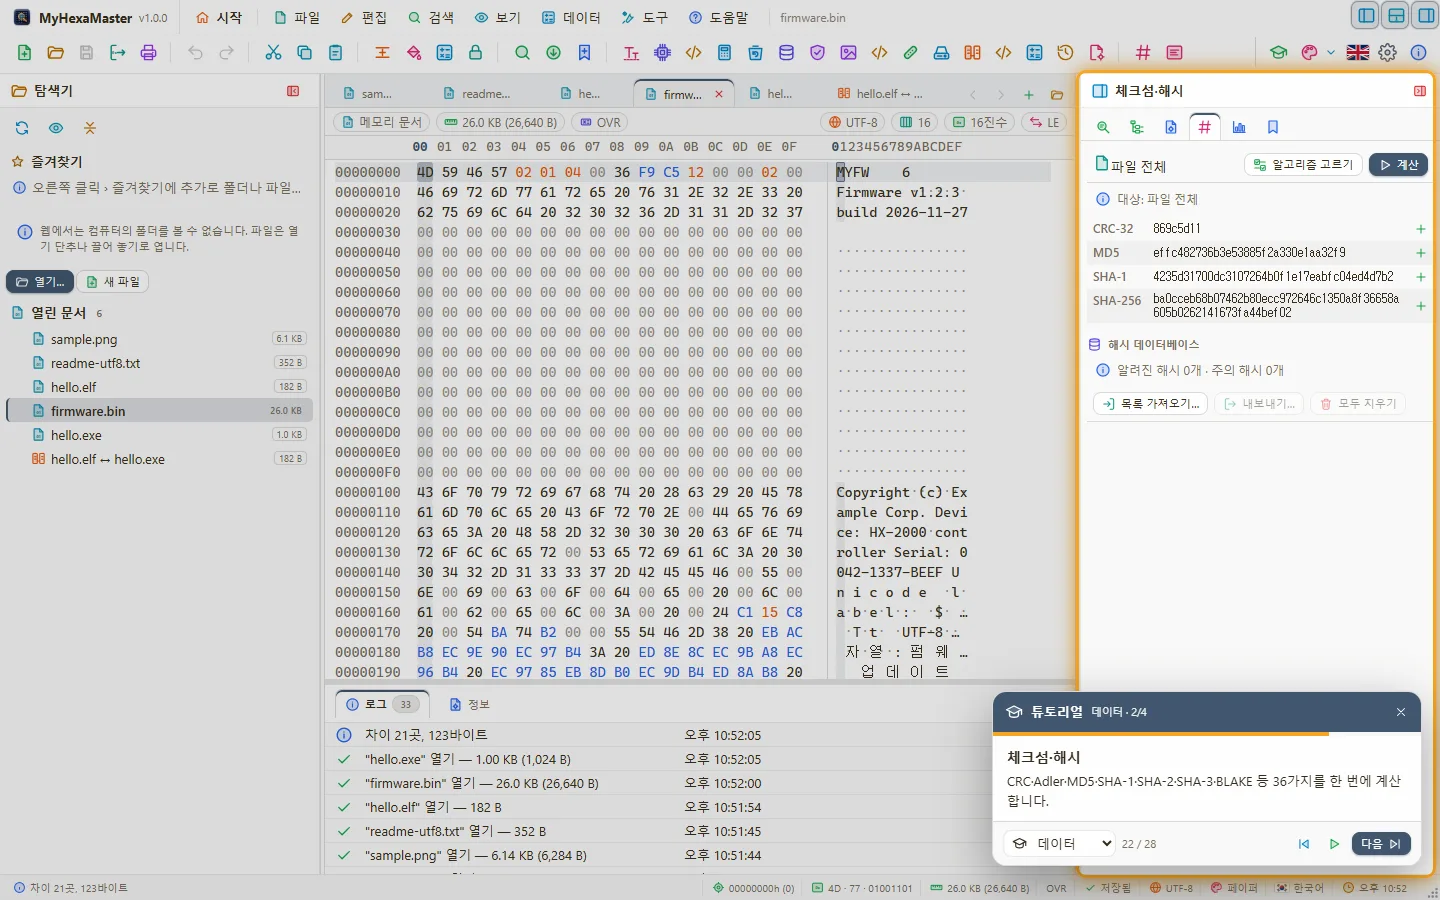 MyHexaMaster v1.0.0 시작 파일 편집 검색 보기 데이터 도구 도움말 firmware.bin
탐색기
즐겨찾기
오른쪽 클릭 › 즐겨찾기에 추가로 폴더나 파일...
웹에서는 컴퓨터의 폴더를 볼 수 없습니다. 파일은 열
기 단추나 끌어 놓기로 엽니다.
열기... 새 파일
열린 문서 6
sample.png 6.1 KB
readme-utf8.txt 352 B
hello.elf 182 B
firmware.bin 26.0 KB
hello.exe 1.0 KB
hello.elf ↔ hello.exe 182 B
sam... readme... he... firmw... hel... hello.elf ↔ ...
메모리 문서 26.0 KB (26,640 B) OVR UTF-8 16 16진수 LE
00 01 02 03 04 05 06 07 08 09 0A 0B 0C 0D 0E 0F 0123456789ABCDEF
00000000 4D 59 46 57 02 01 04 00 36 F9 C5 12 00 00 02 00 MYFW 6
00000010 46 69 72 6D 77 61 72 65 20 76 31 2E 32 2E 33 20 Firmware v1.2.3·
00000020 62 75 69 6C 64 20 32 30 32 36 2D 31 31 2D 32 37 build 2026-11-27
00000030 00 00 00 00 00 00 00 00 00 00 00 00 00 00 00 00
00000040 00 00 00 00 00 00 00 00 00 00 00 00 00 00 00 00 ················
00000050 00 00 00 00 00 00 00 00 00 00 00 00 00 00 00 00 ················
00000060 00 00 00 00 00 00 00 00 00 00 00 00 00 00 00 00 ················
00000070 00 00 00 00 00 00 00 00 00 00 00 00 00 00 00 00 ················
00000080 00 00 00 00 00 00 00 00 00 00 00 00 00 00 00 00 ················
00000090 00 00 00 00 00 00 00 00 00 00 00 00 00 00 00 00 ················
000000A0 00 00 00 00 00 00 00 00 00 00 00 00 00 00 00 00 ················
000000B0 00 00 00 00 00 00 00 00 00 00 00 00 00 00 00 00 ················
000000C0 00 00 00 00 00 00 00 00 00 00 00 00 00 00 00 00 ················
000000D0 00 00 00 00 00 00 00 00 00 00 00 00 00 00 00 00 ················
000000E0 00 00 00 00 00 00 00 00 00 00 00 00 00 00 00 00 ················
000000F0 00 00 00 00 00 00 00 00 00 00 00 00 00 00 00 00 ················
00000100 43 6F 70 79 72 69 67 68 74 20 28 63 29 20 45 78 Copyright·(c)·Ex
00000110 61 6D 70 6C 65 20 43 6F 72 70 2E 00 44 65 76 69 ample Corp. Devi
00000120 63 65 3A 20 48 58 2D 32 30 30 30 20 63 6F 6E 74 ce: HX-2000·cont
00000130 72 6F 6C 6C 65 72 00 53 65 72 69 61 6C 3A 20 30 roller Serial: 0
00000140 30 34 32 2D 31 33 33 37 2D 42 45 45 46 00 55 00 042-1337-BEEF U
00000150 6E 00 69 00 63 00 6F 00 64 00 65 00 20 00 6C 00 n i c o d e · l
00000160 61 00 62 00 65 00 6C 00 3A 00 20 00 24 C1 15 C8 a·b·e·l·:· ·$ ...
00000170 20 00 54 BA 74 B2 00 00 55 54 46 2D 38 20 EB AC ·T t ·UTF-8 ...
00000180 B8 EC 9E 90 EC 97 B4 3A 20 ED 8E 8C EC 9B A8 EC 자 열 : 펌 웨 ...
00000190 96 B4 20 EC 97 85 EB 8D B0 EC 9D B4 ED 8A B8 20 업 데 이 트
로그 33 정보
차이 21곳, 123바이트 오후 10:52:05
"hello.exe" 열기 — 1.00 KB (1,024 B) 오후 10:52:05
"firmware.bin" 열기 — 26.0 KB (26,640 B) 오후 10:52:00
"hello.elf" 열기 — 182 B 오후 10:51:54
"readme-utf8.txt" 열기 — 352 B 오후 10:51:45
"sample.png" 열기 — 6.14 KB (6,284 B) 오후 10:51:44
체크섬·해시
파일 전체 알고리즘 고르기 계산
대상: 파일 전체
CRC-32 869c5d11
MD5 effc482736b3e53885f2a330e1aa32f9
SHA-1 4235d31700dc3107264b0f1e17eabfc04ed4d7b2
SHA-256 ba0cceb68b07462b80ecc972646c1350a8f36658a
605b0262141673fa44bef02
해시 데이터베이스
알려진 해시 0개 · 주의 해시 0개
목록 가져오기... 내보내기... 모두 지우기
튜토리얼 데이터 · 2/4
체크섬·해시
CRC·Adler·MD5·SHA-1·SHA-2·SHA-3·BLAKE 등 36가지를 한 번에 계산
합니다.
데이터 22 / 28 다음
차이 21곳, 123바이트 00000000h (0) 4D · 77 · 01001101 26.0 KB (26,640 B) OVR 저장됨 UTF-8 페이퍼 한국어 오후 10:52